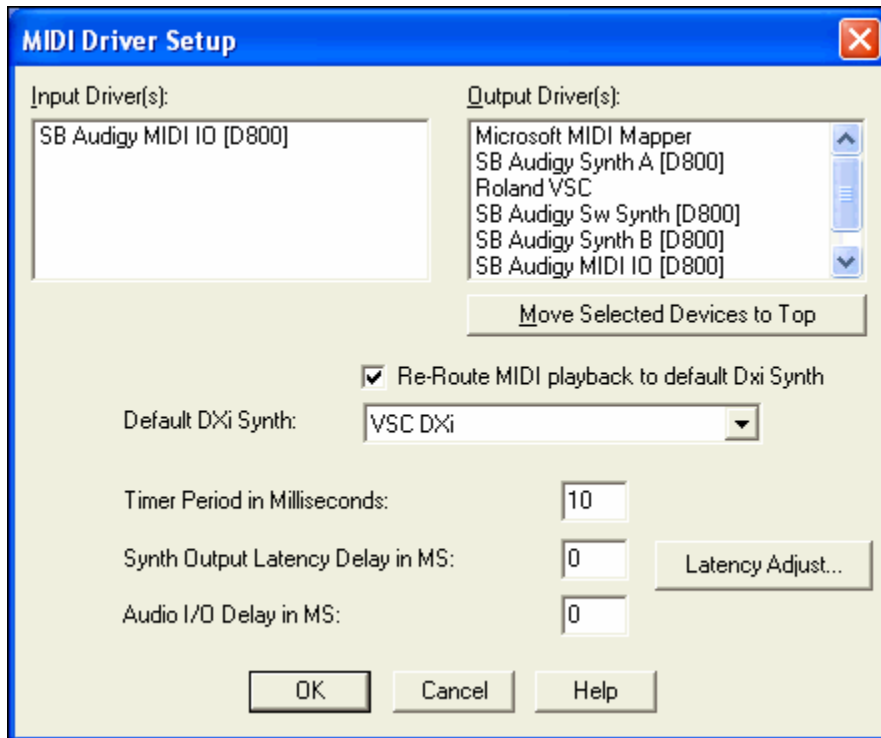 MIDI Driver Setup
Input Driver(s):
SB Audigy MIDI IO [D800]
Output Driver(s):
Microsoft MIDI Mapper
SB Audigy Synth A [D800]
Roland VSC
SB Audigy Sw Synth [D800]
SB Audigy Synth B [D800]
SB Audigy MIDI IO [D800]
Move Selected Devices to Top
Re-Route MIDI playback to default Dxi Synth
Default DXi Synth: VSC DXi
Timer Period in Milliseconds: 10
Synth Output Latency Delay in MS: 0 Latency Adjust...
Audio I/O Delay in MS: 0
OK Cancel Help